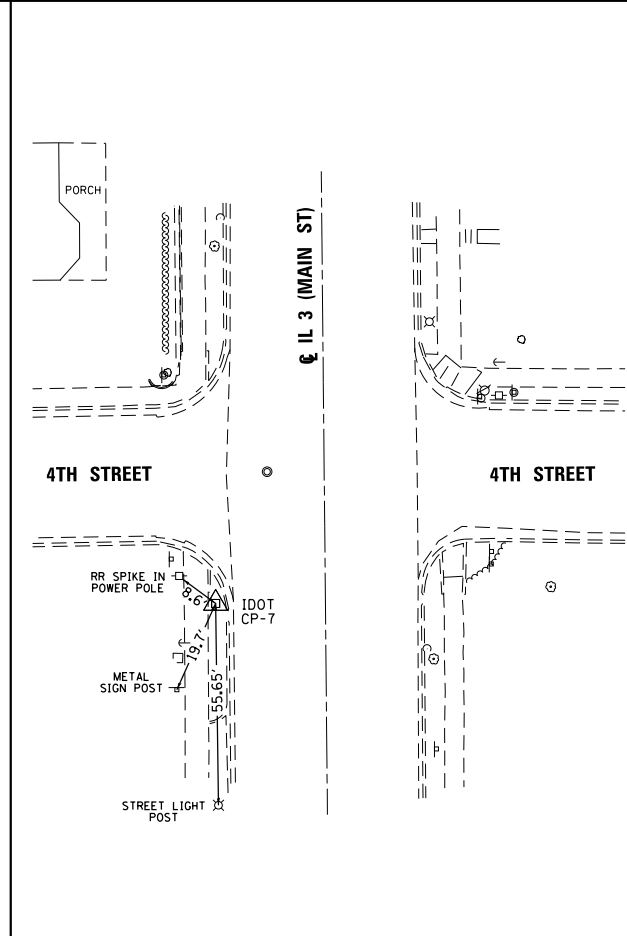 PORCH
℄ IL 3 (MAIN ST)
4TH STREET
4TH STREET
RR SPIKE IN
POWER POLE
8.6'
IDOT
CP-7
19.7'
METAL
SIGN POST
55.65'
STREET LIGHT
POST